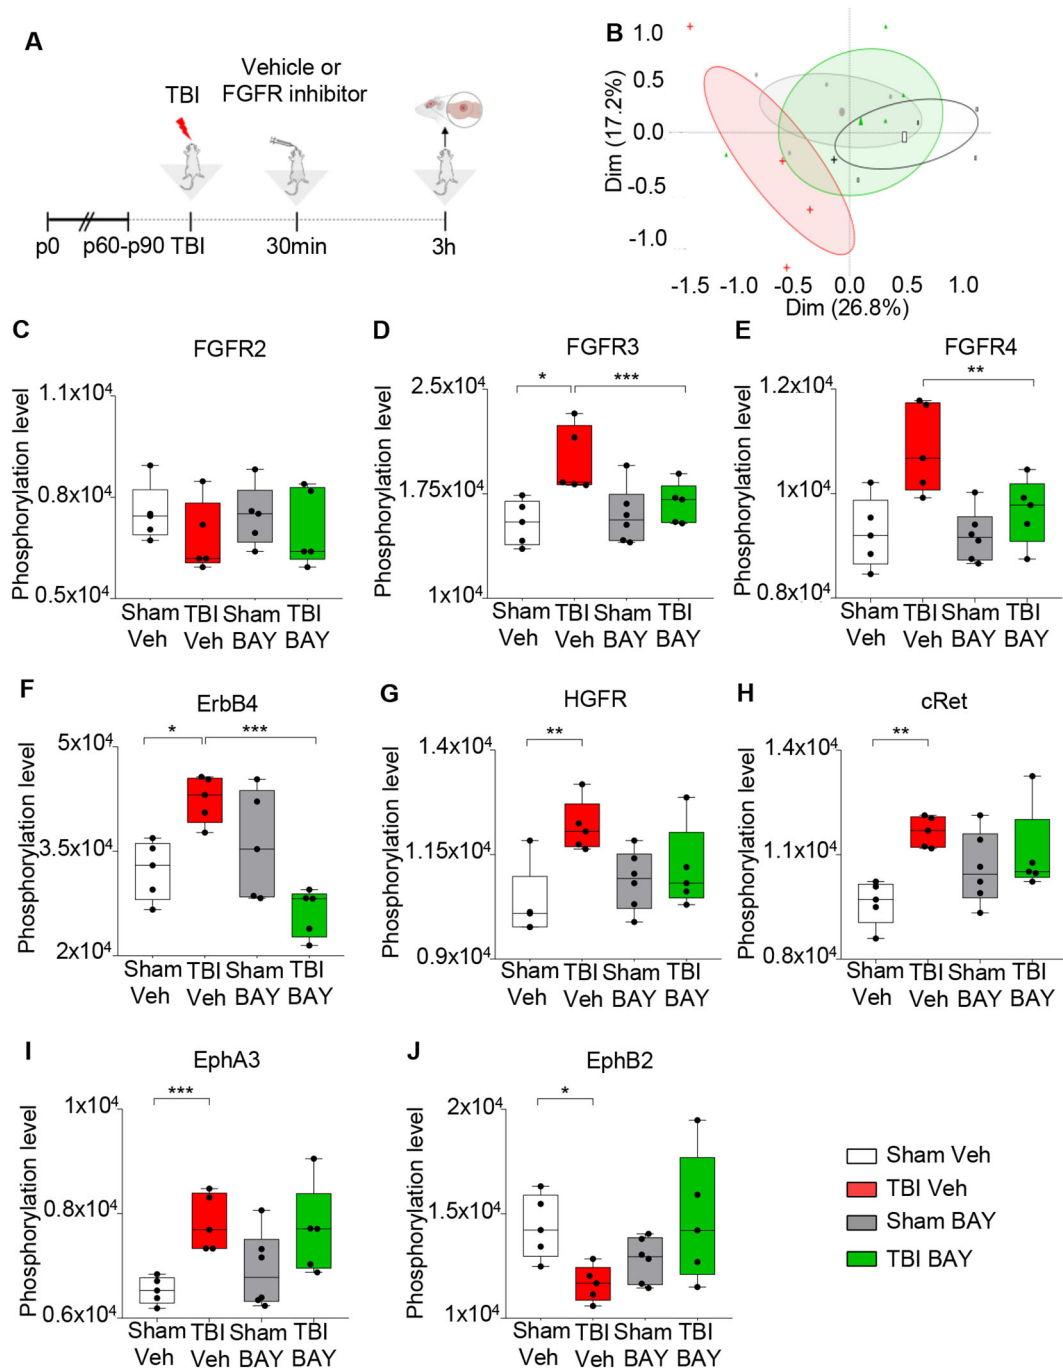 A
Vehicle or
TBI FGFR inhibitor
p0 p60-p90 TBI 30min 3h
B
Dim (17.2%)
1.0
0.5
0.0
-0.5
-1.0
-1.5 -1.0 -0.5 0.0 0.5 1.0
Dim (26.8%)
C
FGFR2
Phosphorylation level
1.1x10⁴
0.8x10⁴
0.5x10⁴
Sham TBI Sham TBI
Veh Veh BAY BAY
D
FGFR3
Phosphorylation level
2.5x10⁴
1.75x10⁴
1x10⁴
* ***
Sham TBI Sham TBI
Veh Veh BAY BAY
E
FGFR4
Phosphorylation level
1.2x10⁴
1x10⁴
0.8x10⁴
**
Sham TBI Sham TBI
Veh Veh BAY BAY
F
ErbB4
Phosphorylation level
5x10⁴
3.5x10⁴
2x10⁴
* ***
Sham TBI Sham TBI
Veh Veh BAY BAY
G
HGFR
Phosphorylation level
1.4x10⁴
1.15x10⁴
0.9x10⁴
**
Sham TBI Sham TBI
Veh Veh BAY BAY
H
cRet
Phosphorylation level
1.4x10⁴
1.1x10⁴
0.8x10⁴
**
Sham TBI Sham TBI
Veh Veh BAY BAY
I
EphA3
Phosphorylation level
1x10⁴
0.8x10⁴
0.6x10⁴
***
Sham TBI Sham TBI
Veh Veh BAY BAY
J
EphB2
Phosphorylation level
2x10⁴
1.5x10⁴
1x10⁴
*
Sham TBI Sham TBI
Veh Veh BAY BAY
Sham Veh
TBI Veh
Sham BAY
TBI BAY